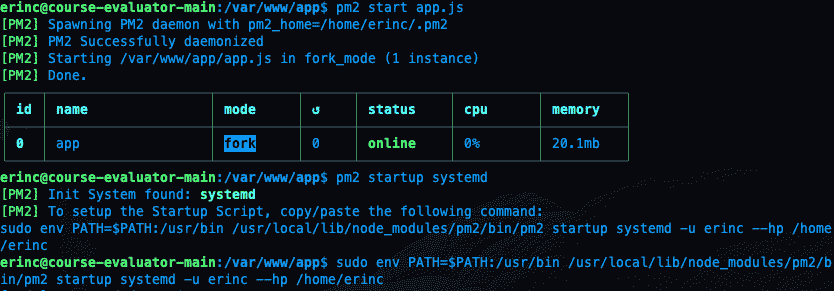 erinc@course-evaluator-main:/var/www/app$ pm2 start app.js
[PM2] Spawning PM2 daemon with pm2_home=/home/erinc/.pm2
[PM2] PM2 Successfully daemonized
[PM2] Starting /var/www/app/app.js in fork_mode (1 instance)
[PM2] Done.
id name mode ↺ status cpu memory
0 app fork 0 online 0% 20.1mb
erinc@course-evaluator-main:/var/www/app$ pm2 startup systemd
[PM2] Init System found: systemd
[PM2] To setup the Startup Script, copy/paste the following command:
sudo env PATH=$PATH:/usr/bin /usr/local/lib/node_modules/pm2/bin/pm2 startup systemd -u erinc --hp /home
/erinc
erinc@course-evaluator-main:/var/www/app$ sudo env PATH=$PATH:/usr/bin /usr/local/lib/node_modules/pm2/b
in/pm2 startup systemd -u erinc --hp /home/erinc